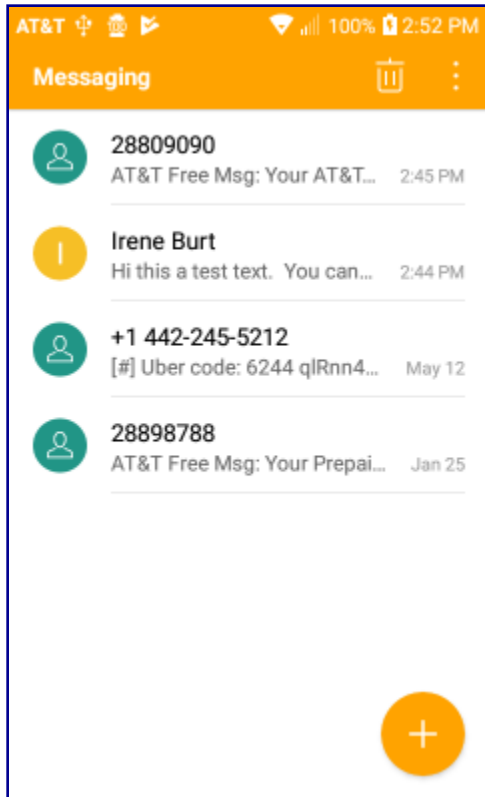 AT&T 100% 2:52 PM
Messaging
28809090
AT&T Free Msg: Your AT&T... 2:45 PM
I
Irene Burt
Hi this a test text. You can... 2:44 PM
+1 442-245-5212
[#] Uber code: 6244 qlRnn4... May 12
28898788
AT&T Free Msg: Your Prepai... Jan 25